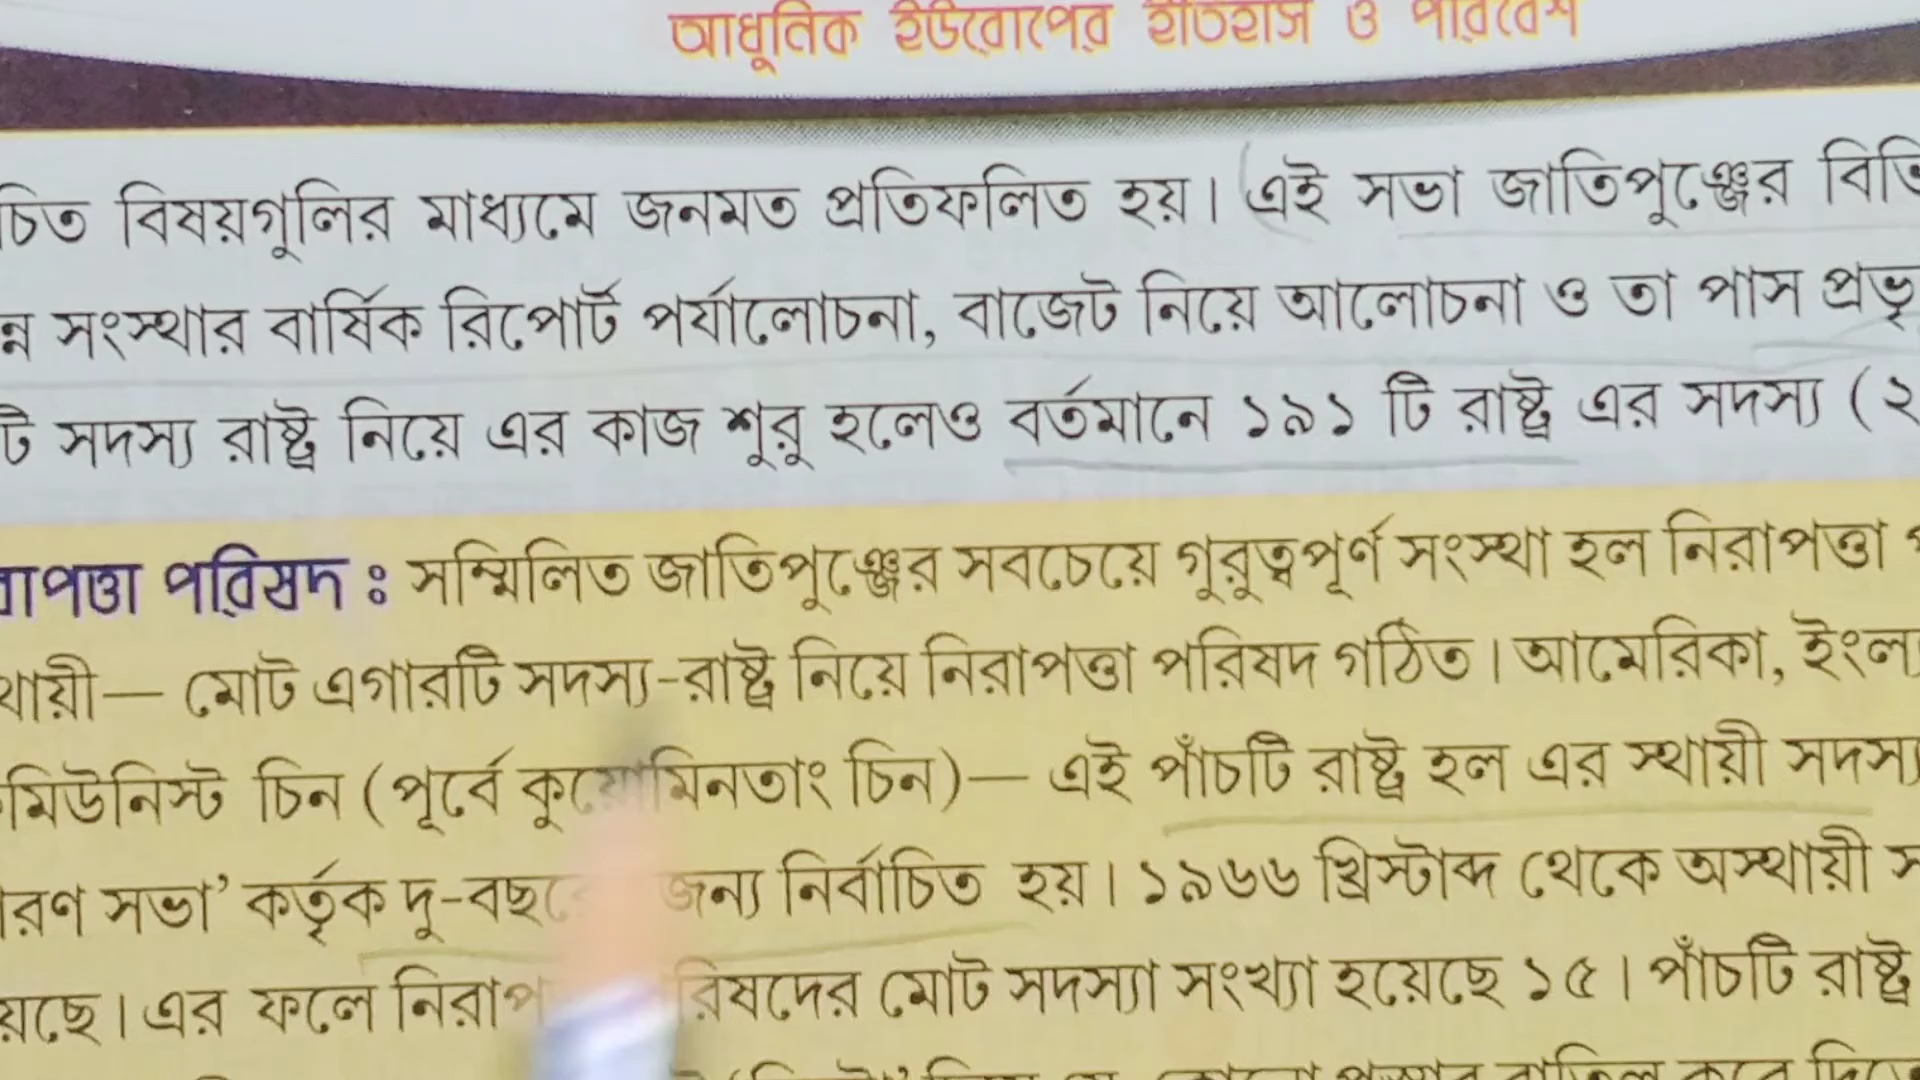 আধুনিক ইউরোপের ইতিহাস ও পরিবেশ
চিত বিষয়গুলির মাধ্যমে জনমত প্রতিফলিত হয়। (এই সভা জাতিপুঞ্জের বিভি
ন্ন সংস্থার বার্ষিক রিপোর্ট পর্যালোচনা, বাজেট নিয়ে আলোচনা ও তা পাস প্রভৃ
টি সদস্য রাষ্ট্র নিয়ে এর কাজ শুরু হলেও বর্তমানে ১৯১ টি রাষ্ট্র এর সদস্য (২
রাপত্তা পরিষদ : সম্মিলিত জাতিপুঞ্জের সবচেয়ে গুরুত্বপূর্ণ সংস্থা হল নিরাপত্তা
থায়ী— মোট এগারটি সদস্য-রাষ্ট্র নিয়ে নিরাপত্তা পরিষদ গঠিত। আমেরিকা, ইংল্য
মিউনিস্ট চিন (পূর্বে কুয়োমিনতাং চিন)— এই পাঁচটি রাষ্ট্র হল এর স্থায়ী সদস্য
ারণ সভা' কর্তৃক দু-বছরের জন্য নির্বাচিত হয়। ১৯৬৬ খ্রিস্টাব্দ থেকে অস্থায়ী স
য়েছে। এর ফলে নিরাপ রিষদের মোট সদস্যা সংখ্যা হয়েছে ১৫। পাঁচটি রাষ্ট্র